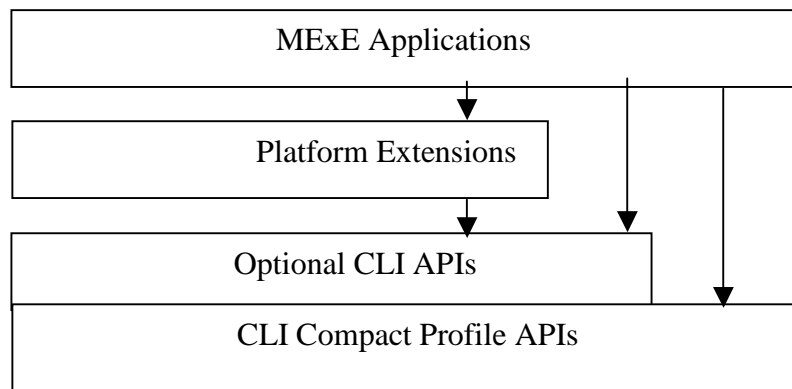 MExE Applications
Platform Extensions
Optional CLI APIs
CLI Compact Profile APIs